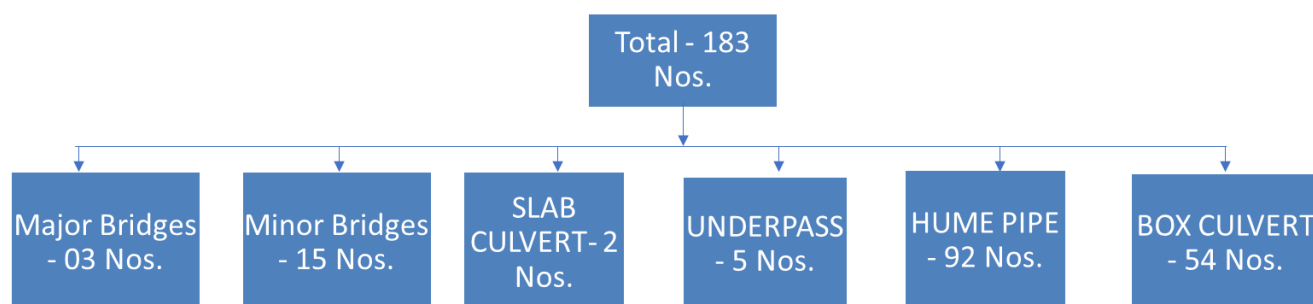 Total - 183
Nos.
Major Bridges
- 03 Nos.
Minor Bridges
- 15 Nos.
SLAB
CULVERT- 2
Nos.
UNDERPASS
- 5 Nos.
HUME PIPE
- 92 Nos.
BOX CULVERT
- 54 Nos.